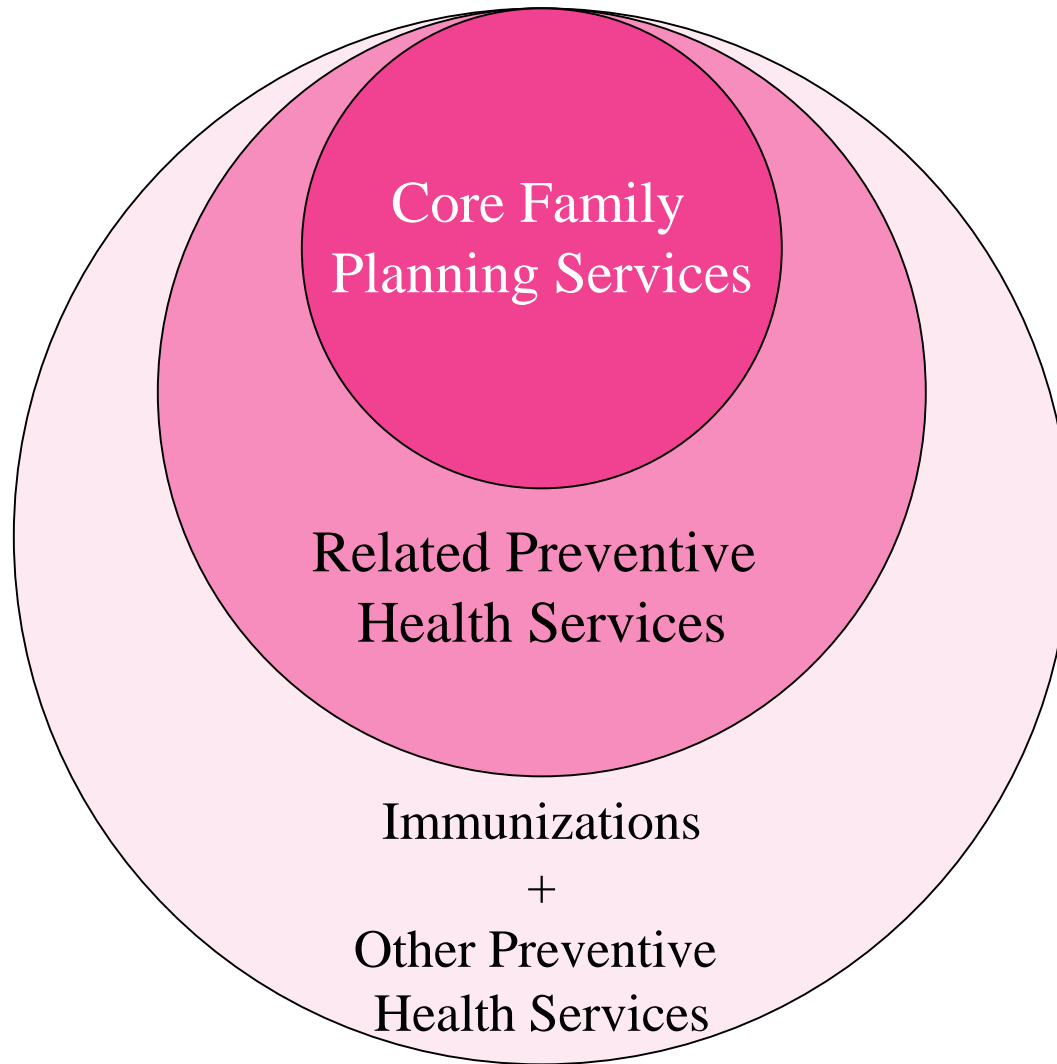 Core Family
Planning Services
Related Preventive
Health Services
Immunizations
+
Other Preventive
Health Services